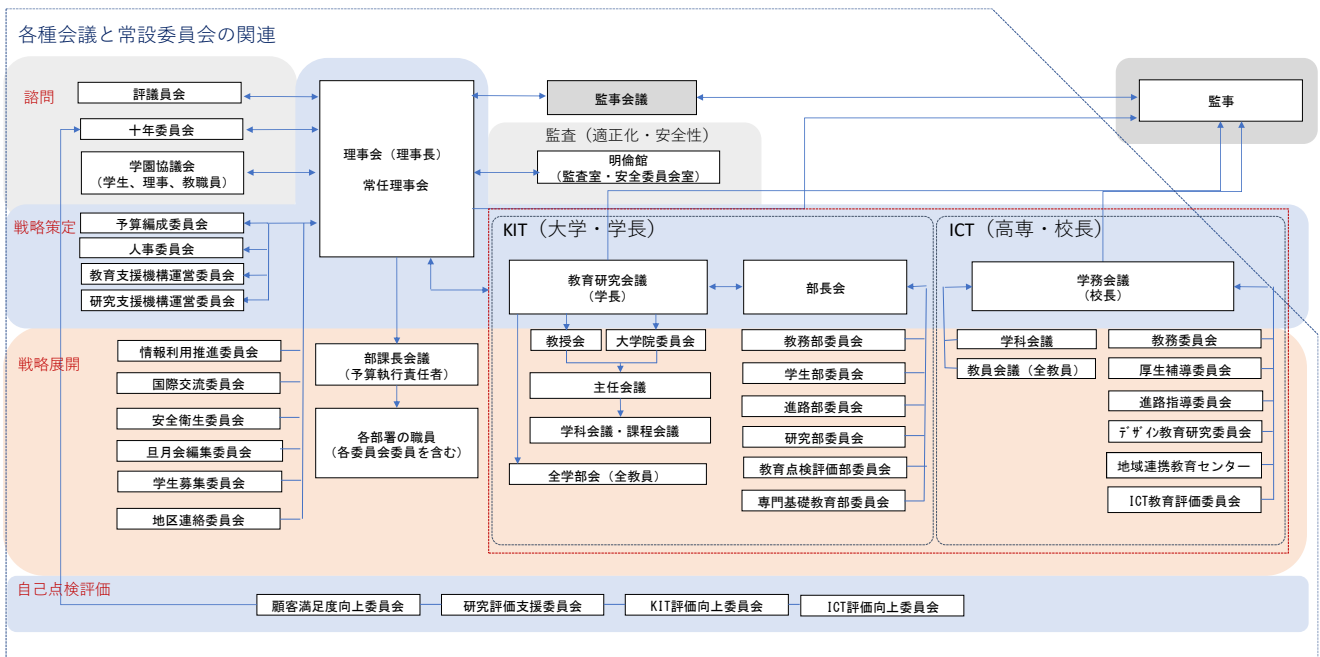 各種会議と常設委員会の関連
諮問
評議員会
十年委員会
学園協議会
(学生、理事、教職員)
理事会(理事長)
常任理事会
監事会議
監査(適正化・安全性)
明倫館
(監査室・安全委員会室)
監事
戦略策定
予算編成委員会
人事委員会
教育支援機構運営委員会
研究支援機構運営委員会
KIT(大学・学長)
教育研究会議
(学長)
部長会
ICT(高専・校長)
学務会議
(校長)
戦略展開
情報利用推進委員会
国際交流委員会
安全衛生委員会
旦月会編集委員会
学生募集委員会
地区連絡委員会
部課長会議
(予算執行責任者)
各部署の職員
(各委員会委員を含む)
教授会
大学院委員会
主任会議
学科会議・課程会議
全学部会(全教員)
教務部委員会
学生部委員会
進路部委員会
研究部委員会
教育点検評価部委員会
専門基礎教育部委員会
学科会議
教員会議(全教員)
教務委員会
厚生補導委員会
進路指導委員会
デザイン教育研究委員会
地域連携教育センター
ICT教育評価委員会
自己点検評価
顧客満足度向上委員会
研究評価支援委員会
KIT評価向上委員会
ICT評価向上委員会